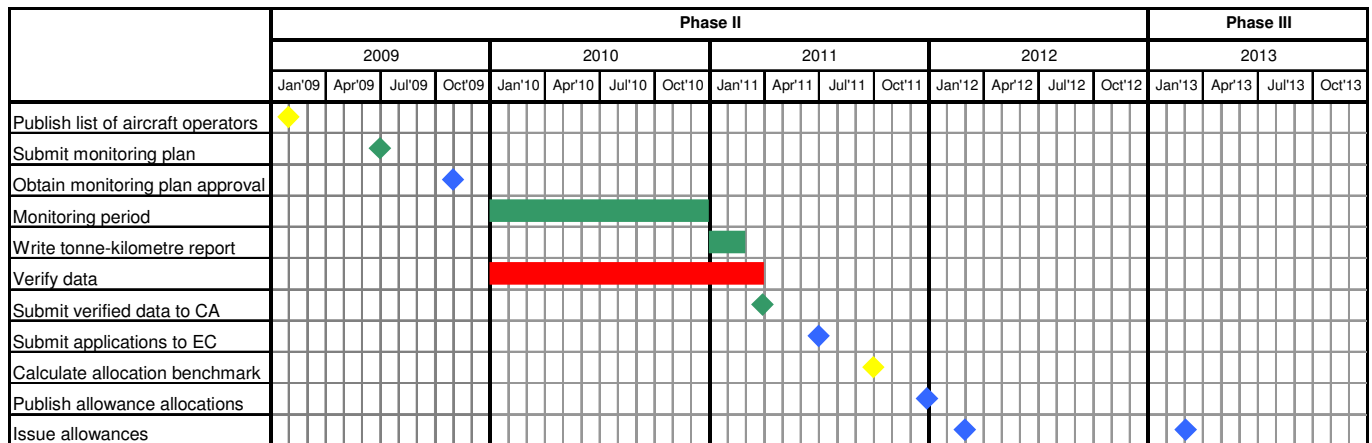 Phase II Phase III
2009 2010 2011 2012 2013
Jan'09 Apr'09 Jul'09 Oct'09 Jan'10 Apr'10 Jul'10 Oct'10 Jan'11 Apr'11 Jul'11 Oct'11 Jan'12 Apr'12 Jul'12 Oct'12 Jan'13 Apr'13 Jul'13 Oct'13
Publish list of aircraft operators
Submit monitoring plan
Obtain monitoring plan approval
Monitoring period
Write tonne-kilometre report
Verify data
Submit verified data to CA
Submit applications to EC
Calculate allocation benchmark
Publish allowance allocations
Issue allowances